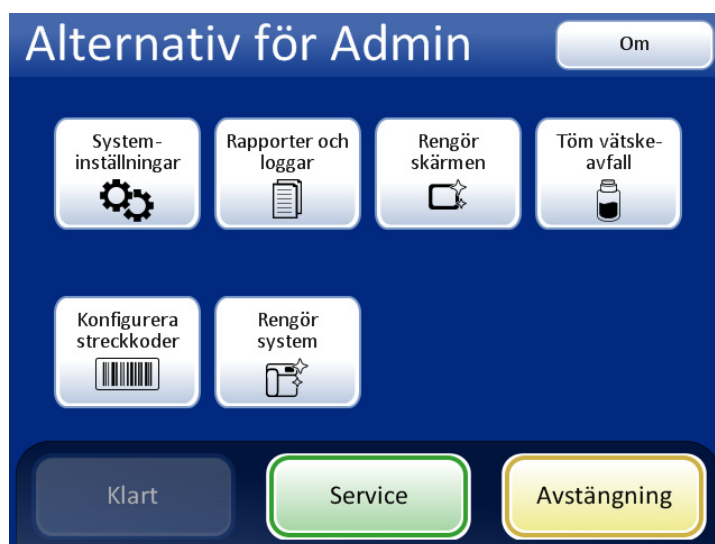 Alternativ för Admin
Om
System-
inställningar
Rapporter och
loggar
Rengör
skärmen
Töm vätske-
avfall
Konfigurera
streckkoder
Rengör
system
Klart
Service
Avstängning